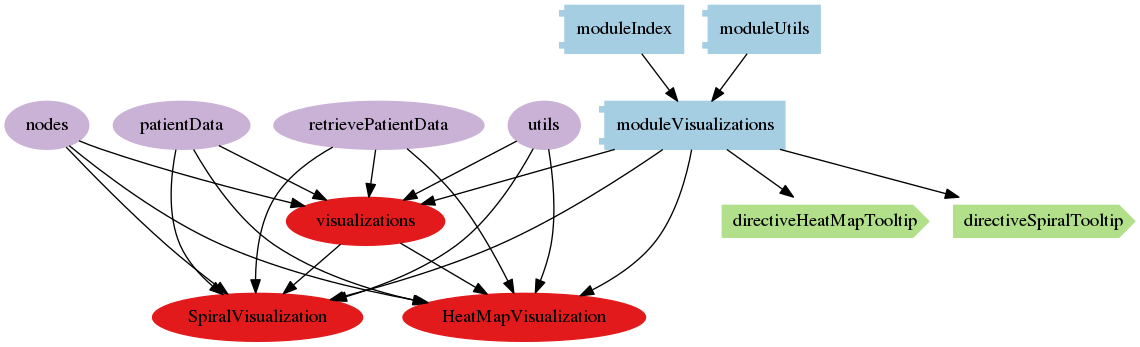 moduleIndex
moduleUtils
nodes
patientData
retrievePatientData
utils
moduleVisualizations
visualizations
directiveHeatMapTooltip
directiveSpiralTooltip
SpiralVisualization
HeatMapVisualization